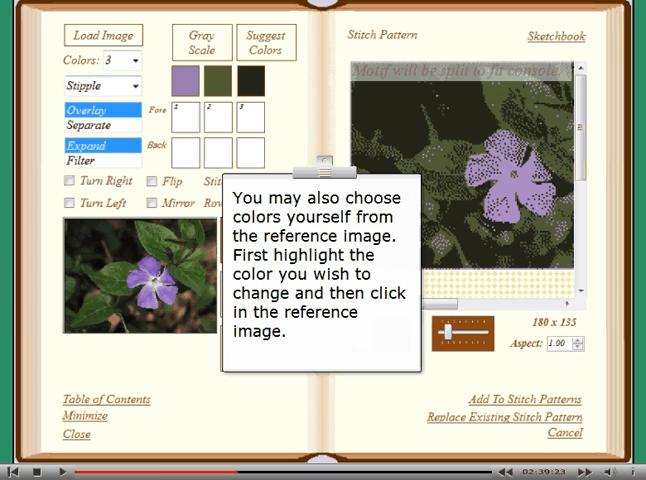 Load Image
Gray
Scale
Suggest
Colors
Colors: 3
Stipple
Overlay
Separate
Fore
1 2 3
Expand
Filter
Back
Turn Right
Flip
Turn Left
Mirror
You may also choose
colors yourself from
the reference image.
First highlight the
color you wish to
change and then click
in the reference
image.
Table of Contents
Minimize
Close
Stitch Pattern
Sketchbook
Motif will be split to fit console.
180 x 135
Aspect: 1.00
Add To Stitch Patterns
Replace Existing Stitch Pattern
Cancel
02:39:23